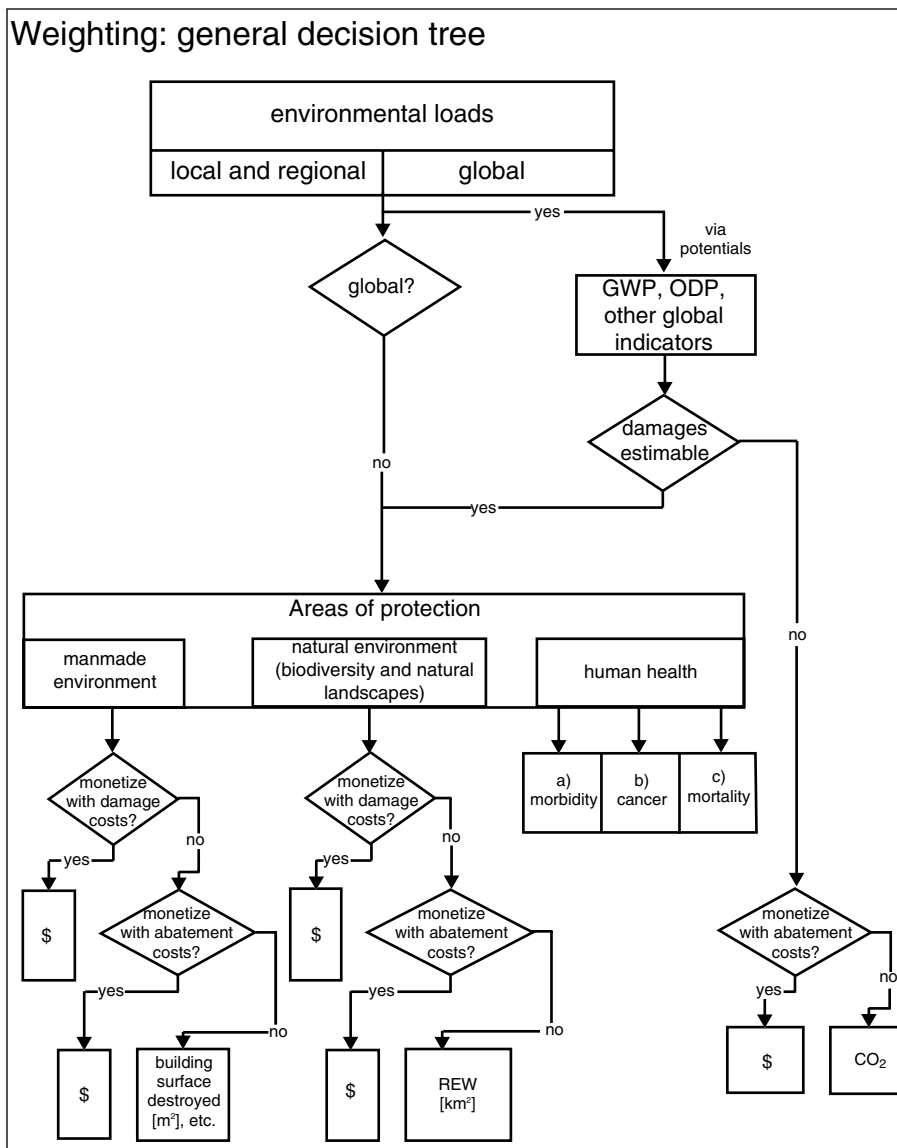 Weighting: general decision tree
environmental loads
local and regional
global
yes
via
potentials
global?
GWP, ODP,
other global
indicators
damages
estimable
no
yes
no
Areas of protection
manmade
environment
natural environment
(biodiversity and natural
landscapes)
human health
a)
morbidity
b)
cancer
c)
mortality
monetize
with damage
costs?
no
yes
$
monetize
with abatement
costs?
yes
$
no
building
surface
destroyed
[m²], etc.
monetize
with damage
costs?
no
yes
$
monetize
with abatement
costs?
yes
$
no
REW
[km²]
monetize
with abatement
costs?
yes
$
no
CO₂